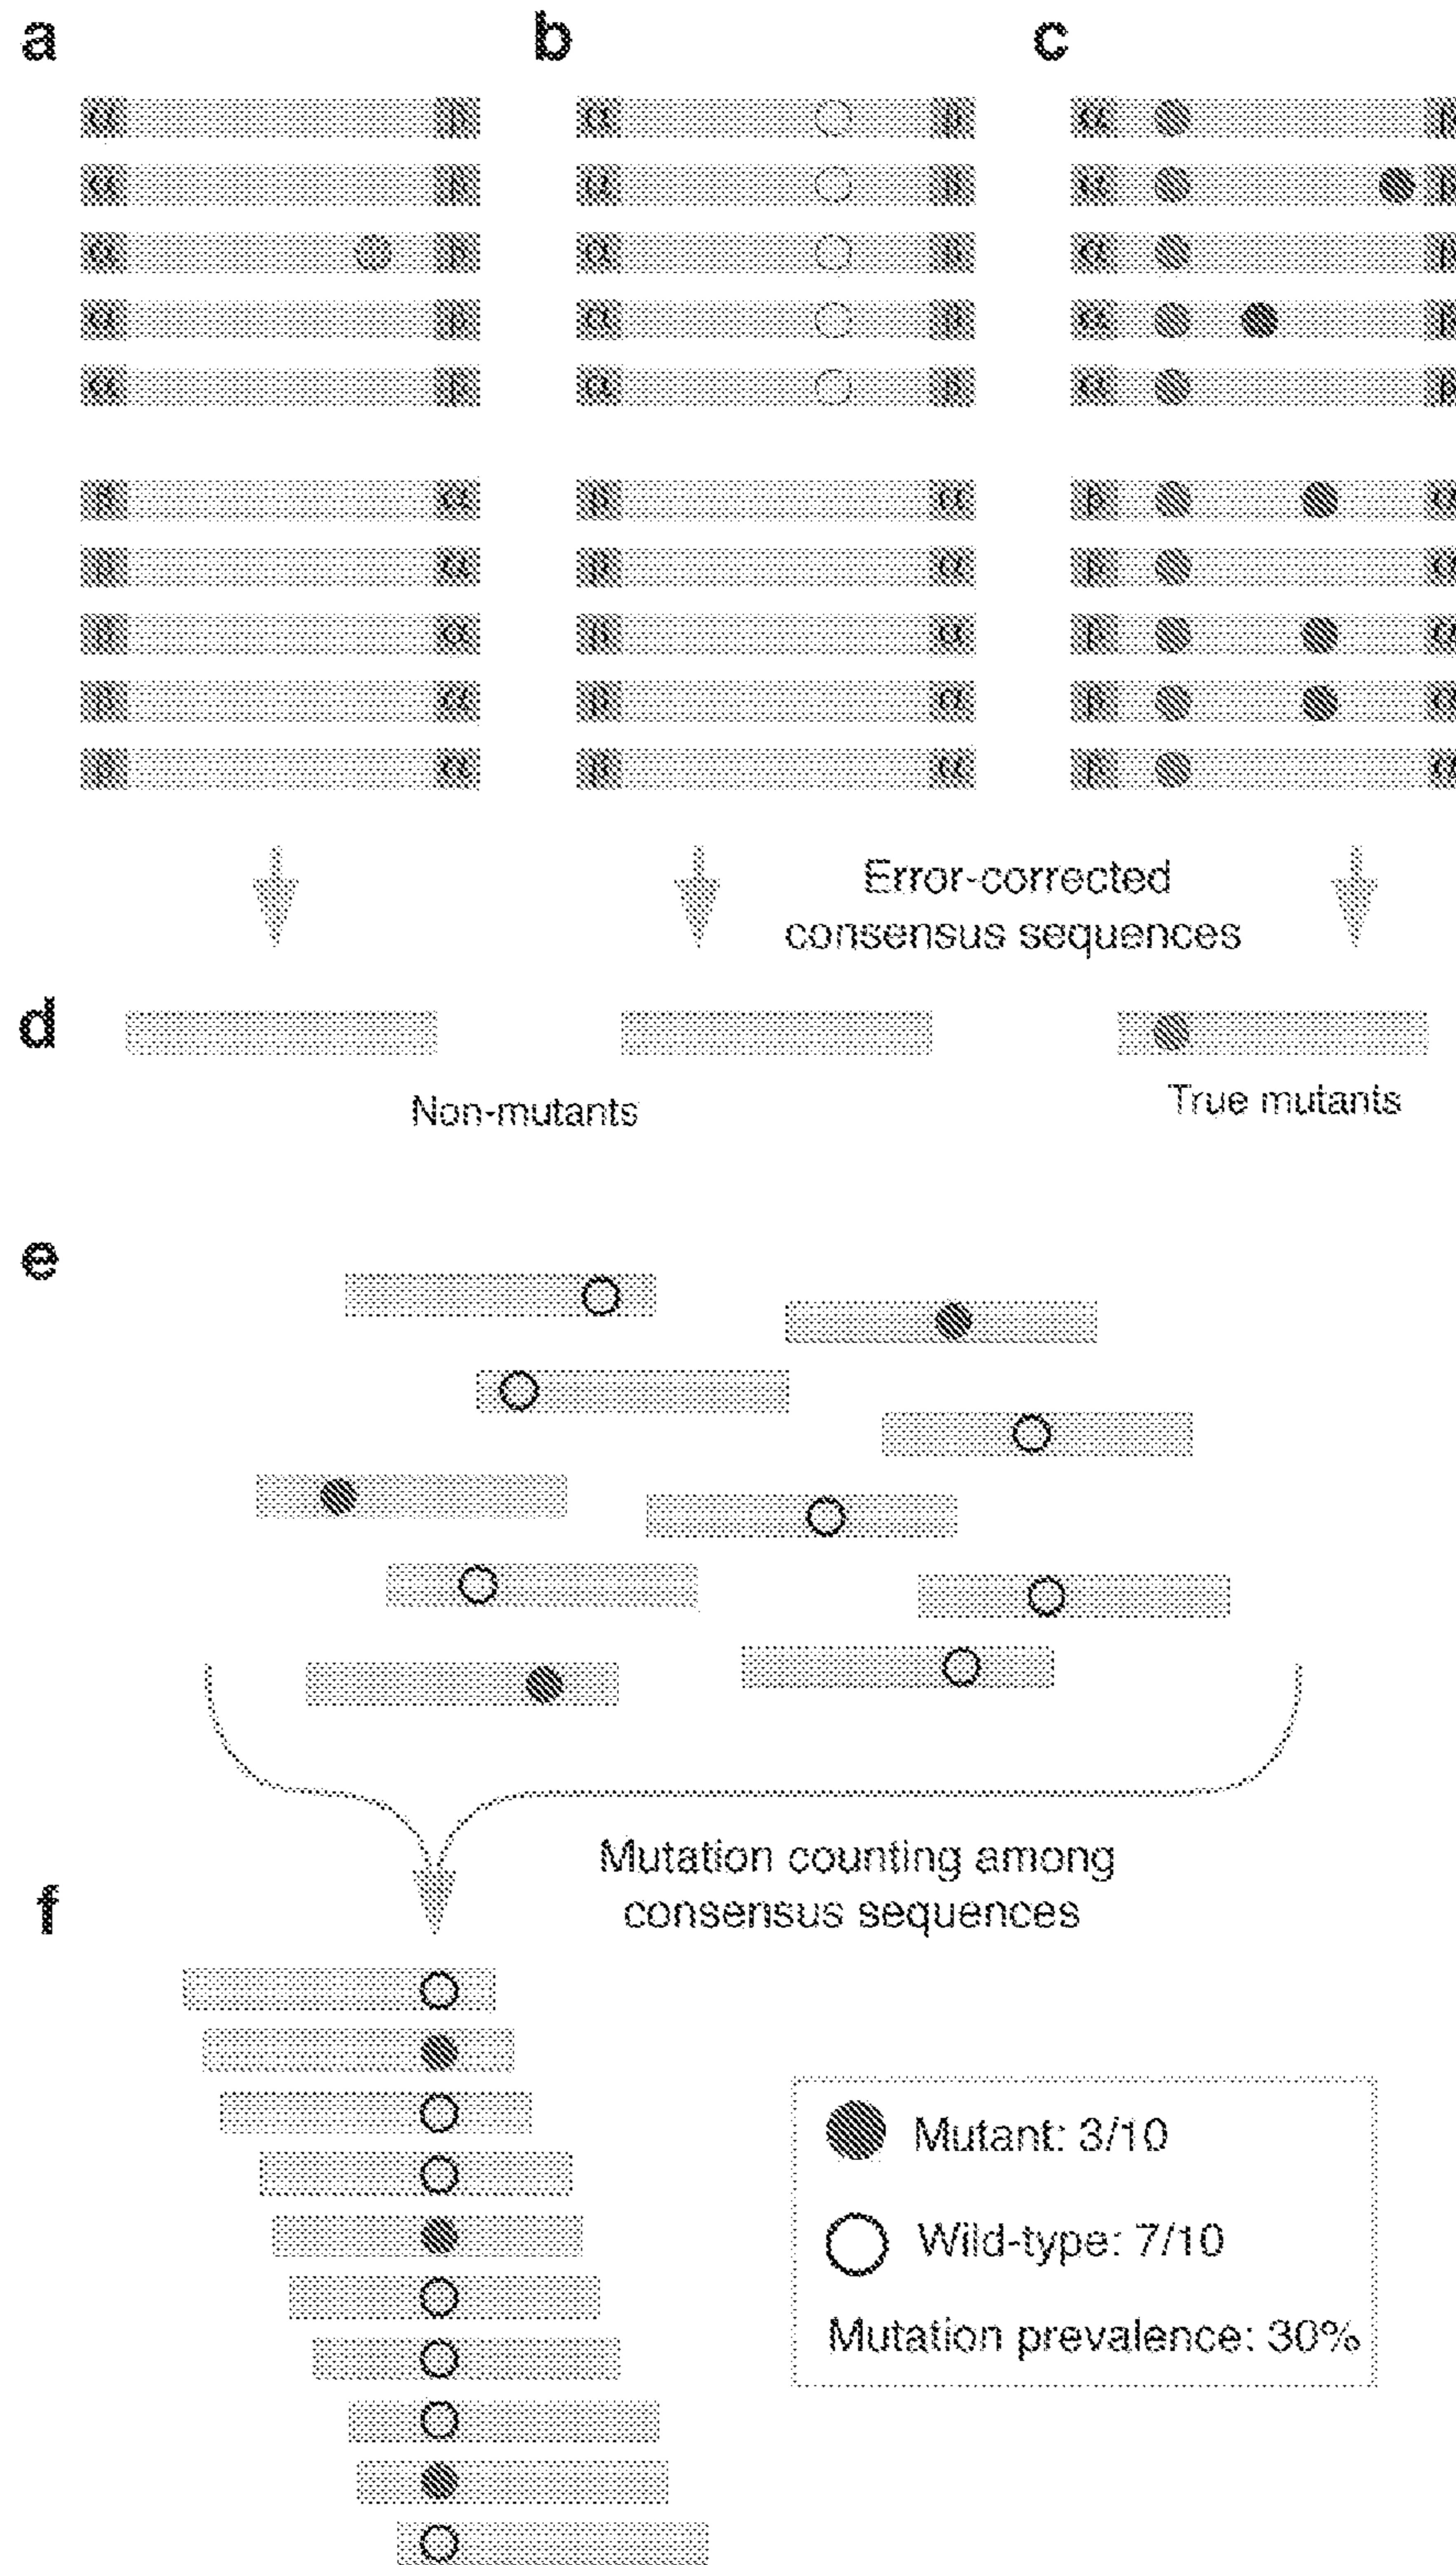 a b c
α β α β α β
α β α β α β
α β α β α β
α β α β α β
α β α β α β
β α β α β α
β α β α β α
β α β α β α
β α β α β α
β α β α β α
Error-corrected
consensus sequences
d
Non-mutants
True mutants
e
Mutation counting among
consensus sequences
f
Mutant: 3/10
Wild-type: 7/10
Mutation prevalence: 30%